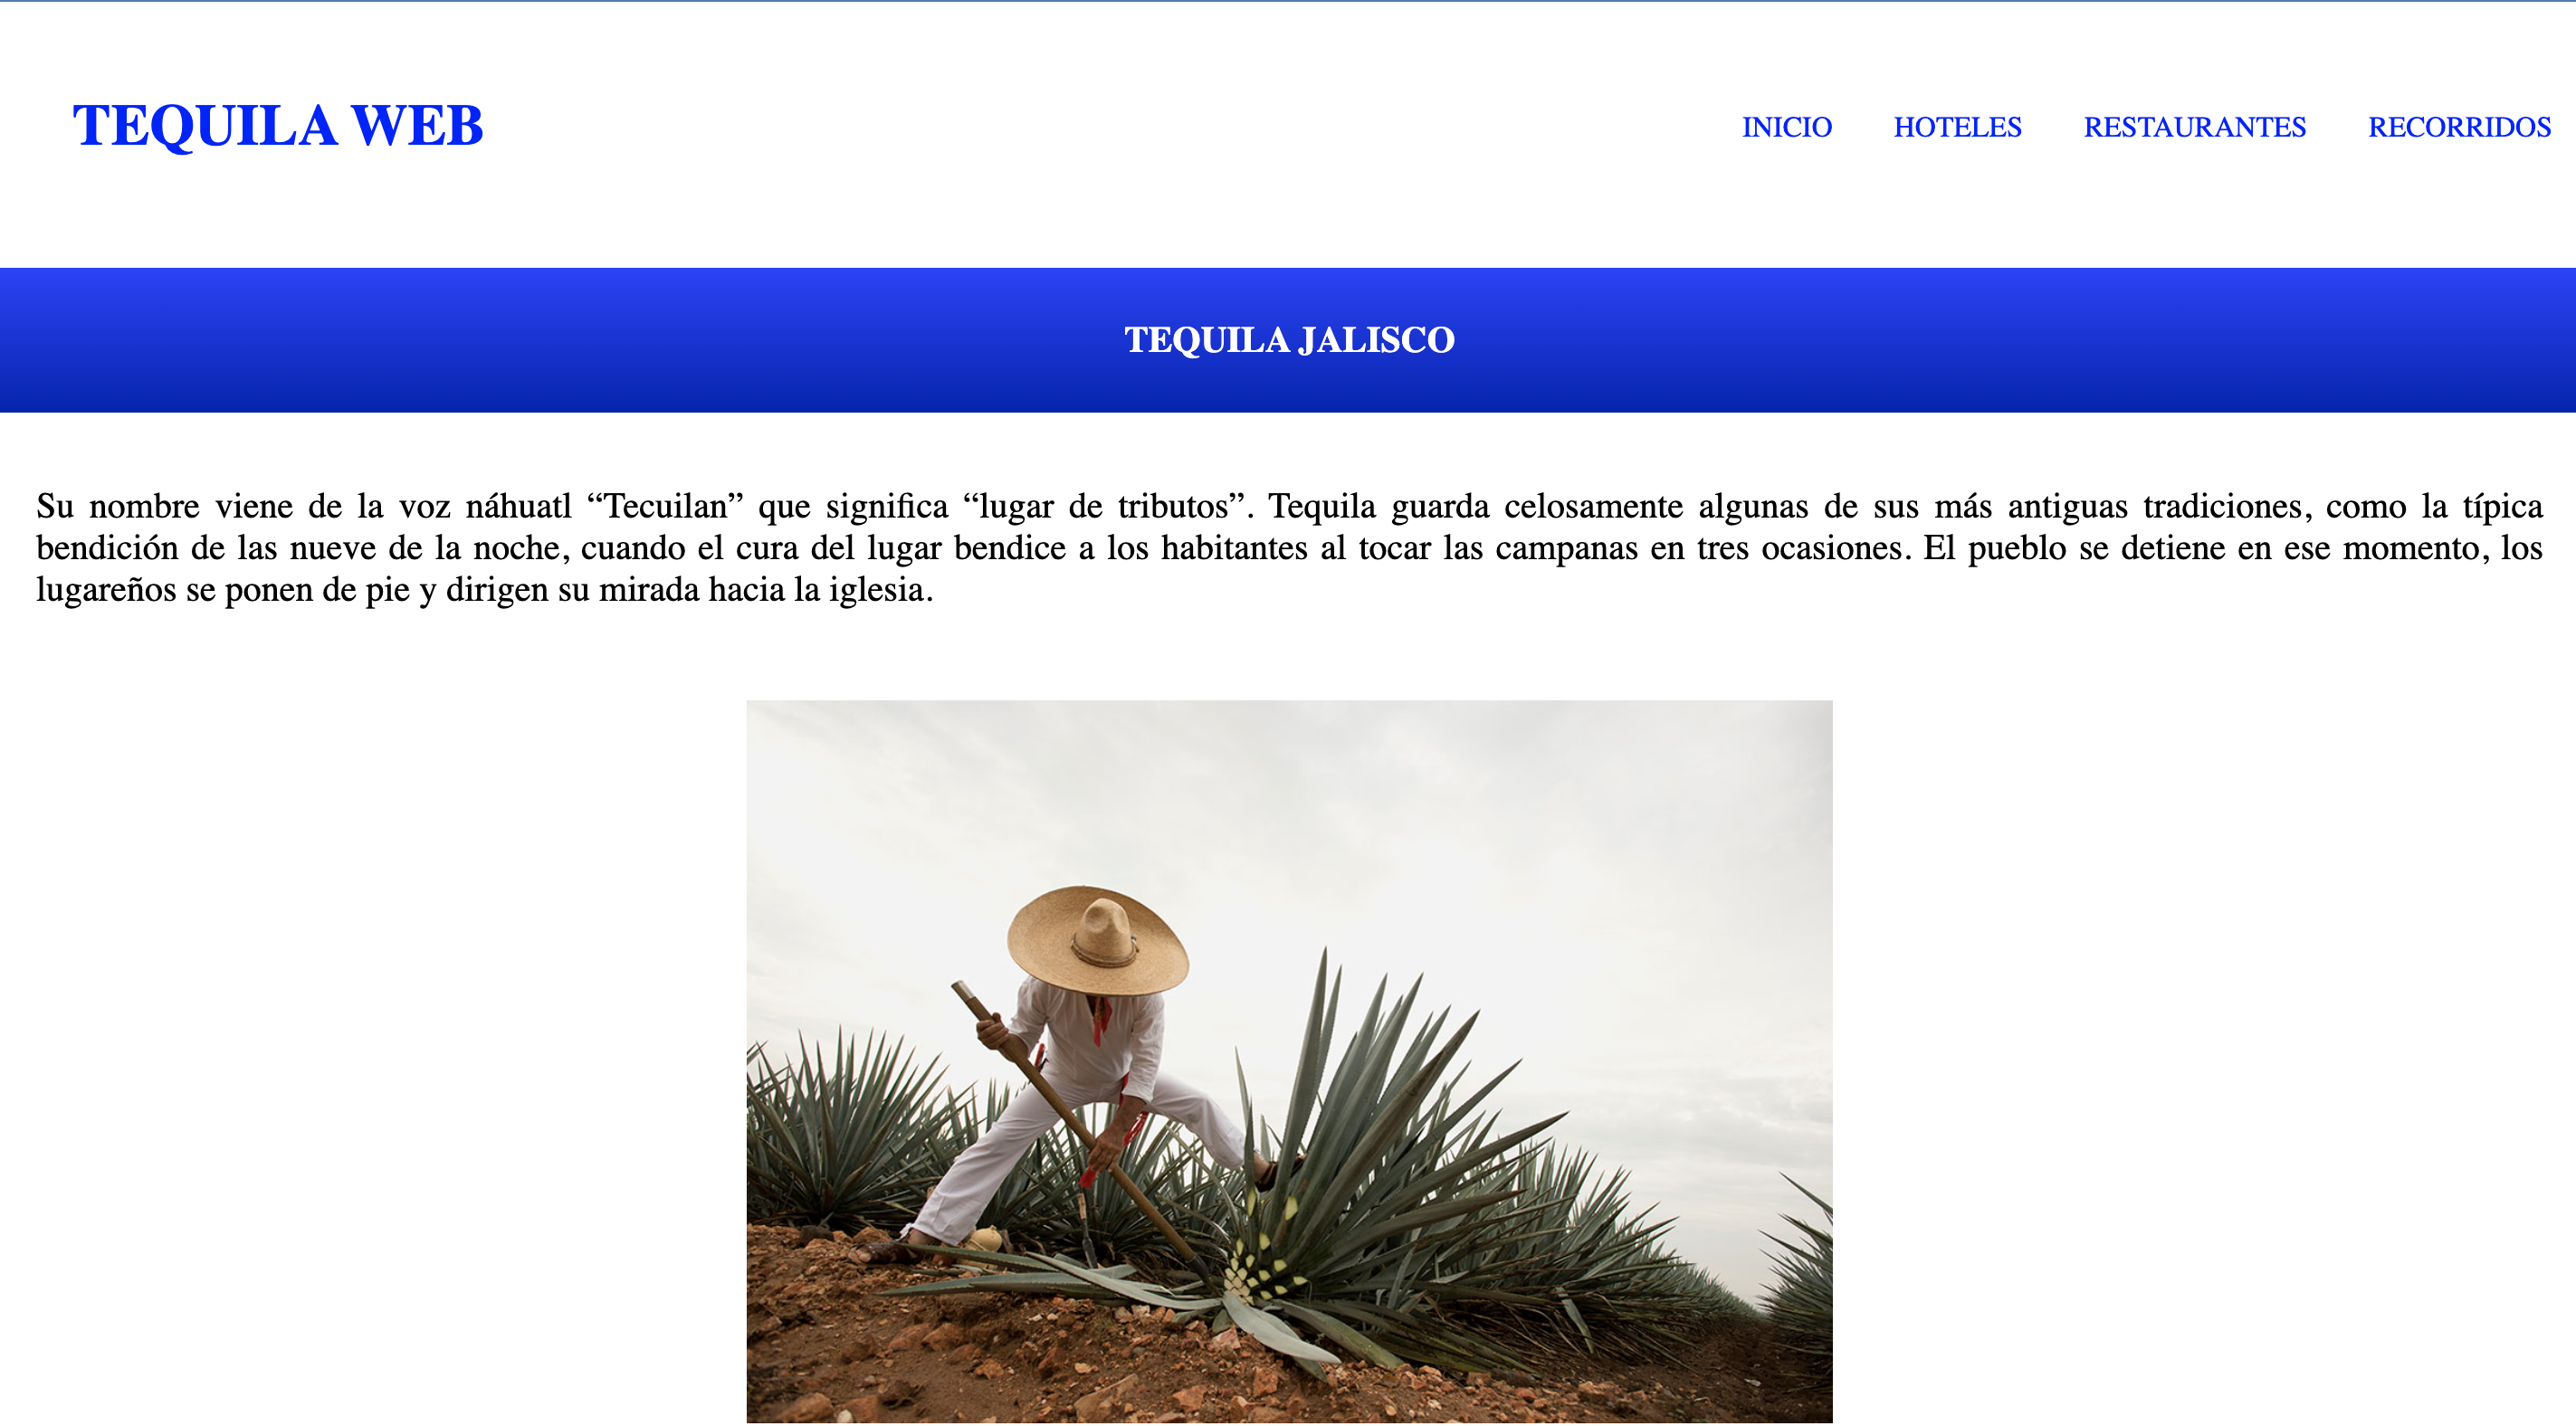 TEQUILA WEB
INICIO HOTELES RESTAURANTES RECORRIDOS
TEQUILA JALISCO
Su nombre viene de la voz náhuatl “Tecuilan” que significa “lugar de tributos”. Tequila guarda celosamente algunas de sus más antiguas tradiciones, como la típica
bendición de las nueve de la noche, cuando el cura del lugar bendice a los habitantes al tocar las campanas en tres ocasiones. El pueblo se detiene en ese momento, los
lugareños se ponen de pie y dirigen su mirada hacia la iglesia.